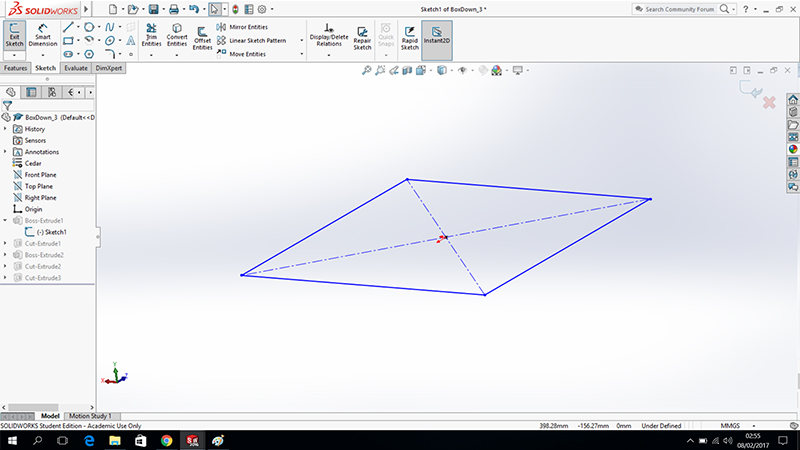 SOLIDWORKS
Sketch1 of BoxDown_3 *
Search Community Forum
Exit Sketch
Smart Dimension
Trim Entities
Convert Entities
Offset Entities
Mirror Entities
Linear Sketch Pattern
Move Entities
Display/Delete Relations
Repair Sketch
Quick Snaps
Rapid Sketch
Instant2D
Features Sketch Evaluate DimXpert
BoxDown_3 (Default<<D
History
Sensors
Annotations
Cedar
Front Plane
Top Plane
Right Plane
Origin
Boss-Extrude1
(-) Sketch1
Cut-Extrude1
Boss-Extrude2
Cut-Extrude2
Cut-Extrude3
Y
X
Z
Model Motion Study 1
SOLIDWORKS Student Edition - Academic Use Only
398.28mm -156.27mm 0mm Under Defined MMGS
02:55
08/02/2017